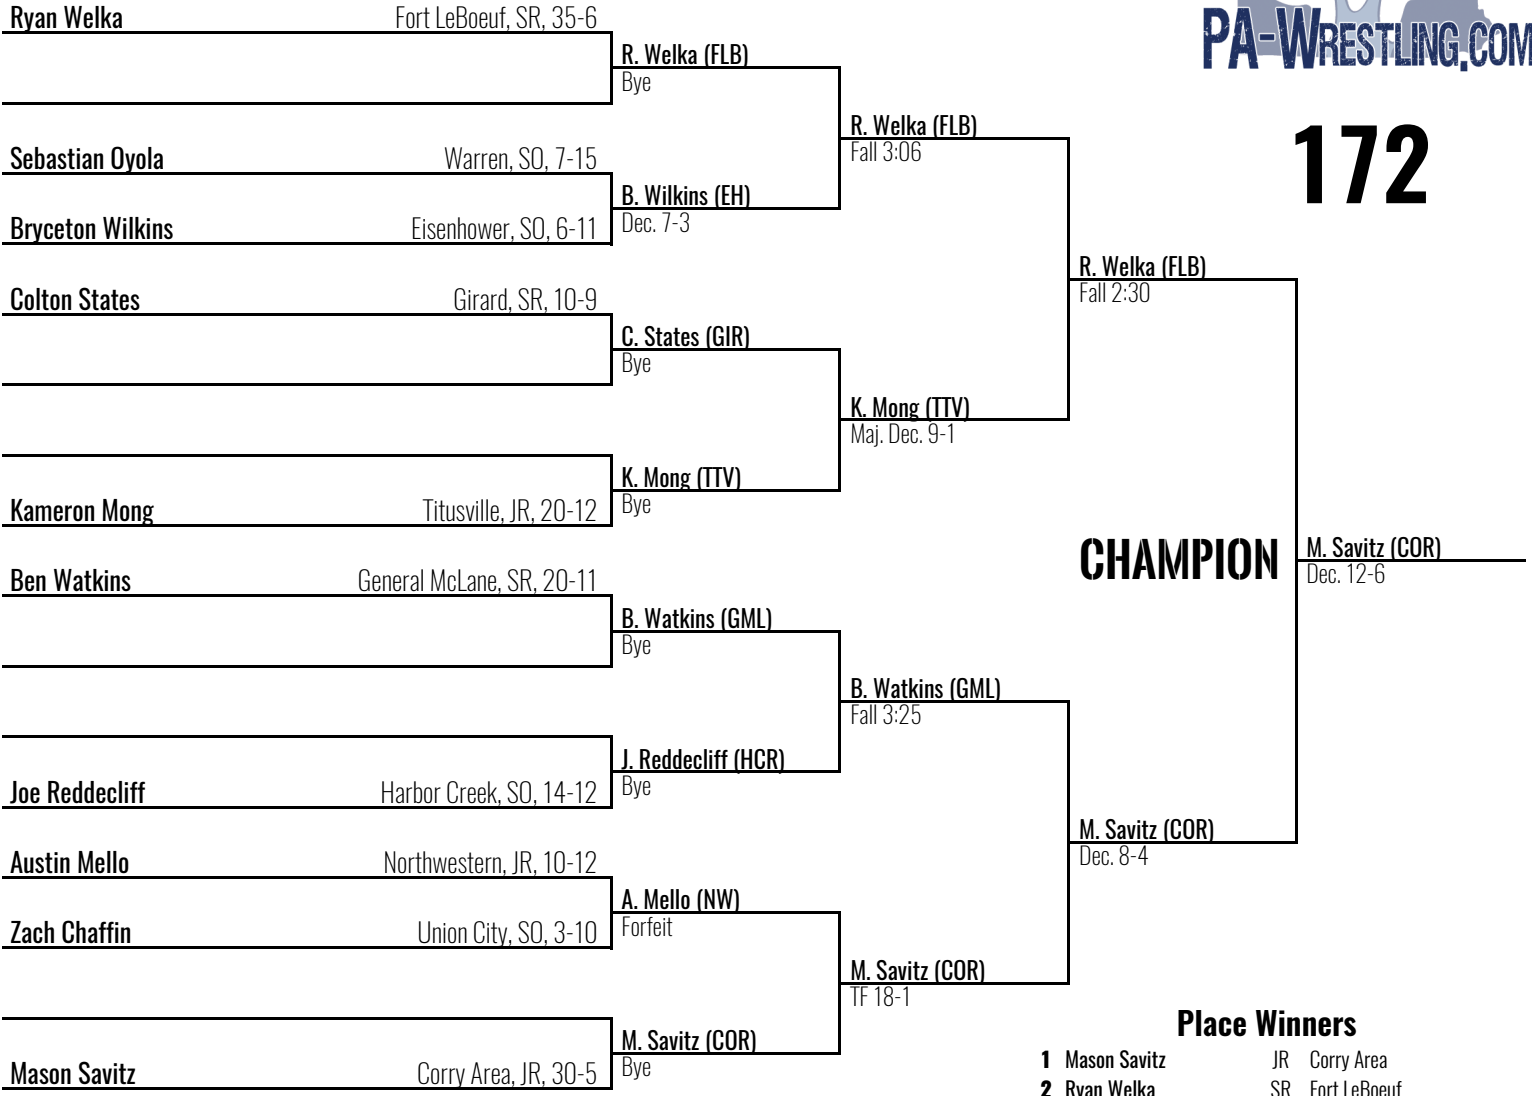 Ryan Welka Fort LeBoeuf, SR, 35-6
PA-WRESTLING.COM
R. Welka (FLB)
Bye
R. Welka (FLB)
Fall 3:06
172
Sebastian Oyola Warren, SO, 7-15
B. Wilkins (EH)
Dec. 7-3
Bryceton Wilkins Eisenhower, SO, 6-11
R. Welka (FLB)
Fall 2:30
Colton States Girard, SR, 10-9
C. States (GIR)
Bye
K. Mong (TTV)
Maj. Dec. 9-1
K. Mong (TTV)
Bye
Kameron Mong Titusville, JR, 20-12
CHAMPION
M. Savitz (COR)
Dec. 12-6
Ben Watkins General McLane, SR, 20-11
B. Watkins (GML)
Bye
B. Watkins (GML)
Fall 3:25
J. Reddecliff (HCR)
Bye
Joe Reddecliff Harbor Creek, SO, 14-12
M. Savitz (COR)
Dec. 8-4
Austin Mello Northwestern, JR, 10-12
A. Mello (NW)
Forfeit
Zach Chaffin Union City, SO, 3-10
M. Savitz (COR)
TF 18-1
M. Savitz (COR)
Bye
Mason Savitz Corry Area, JR, 30-5
Place Winners
1 Mason Savitz JR Corry Area
2 Ryan Welka SR Fort LeBoeuf